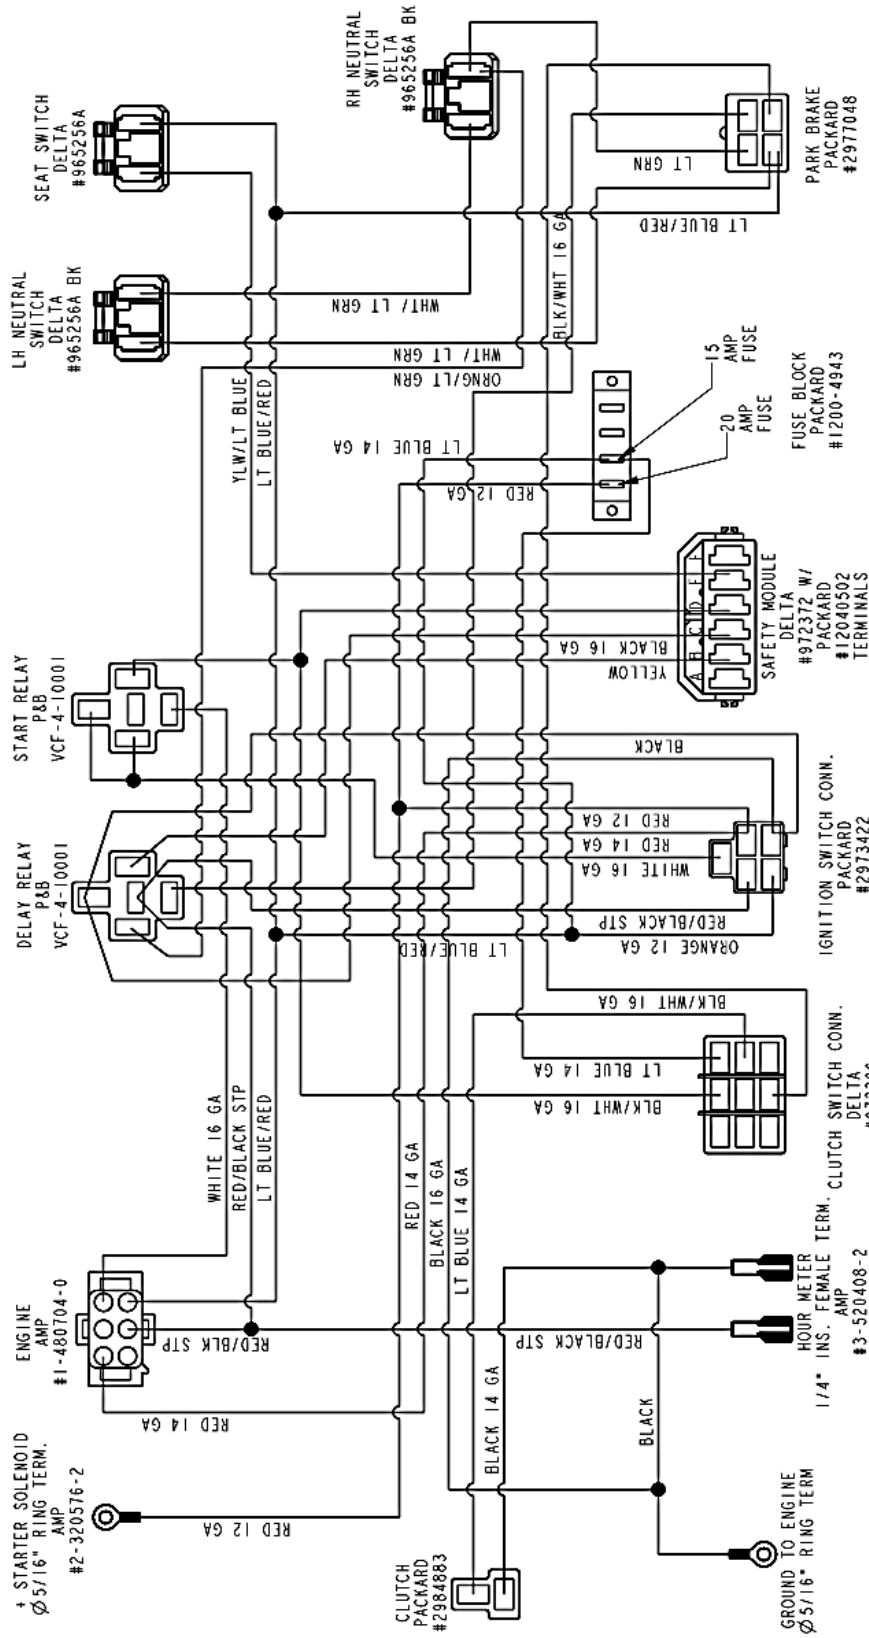 + STARTER SOLENOID
Ø5/16" RING TERM.
AMP
#2-320576-2
ENGINE
AMP
#1-480704-0
DELAY RELAY
P&B
VCF-4-10001
START RELAY
P&B
VCF-4-10001
LH NEUTRAL
SWITCH
DELTA
#965256A BK
SEAT SWITCH
DELTA
#965256A
RH NEUTRAL
SWITCH
DELTA
#965256A BK
RED 12 GA
RED 14 GA
RED/BLK STP
WHITE 16 GA
RED/BLACK STP
LT BLUE/RED
YLW/LT BLUE
LT BLUE/RED
WHT/ LT GRN
WHT/ LT GRN
ORNG/LT GRN
LT BLUE 14 GA
RED 12 GA
BLK/WHT 16 GA
LT GRN
LT BLUE/RED
RED 14 GA
BLACK 16 GA
LT BLUE 14 GA
BLACK 14 GA
BLACK
RED/BLACK STP
BLK/WHT 16 GA
LT BLUE 14 GA
BLK/WHT 16 GA
LT BLUE/RED
ORANGE 12 GA
RED/BLACK STP
WHITE 16 GA
RED 14 GA
RED 12 GA
BLACK
YELLOW
BLACK 16 GA
A B C D E F
20
AMP
FUSE
15
AMP
FUSE
CLUTCH
PACKARD
#2984883
GROUND TO ENGINE
Ø5/16" RING TERM
HOUR METER
1/4" INS. FEMALE TERM.
AMP
#3-520408-2
CLUTCH SWITCH CONN.
DELTA
IGNITION SWITCH CONN.
PACKARD
#2973422
SAFETY MODULE
DELTA
#972372 W/
PACKARD
#12040502
TERMINALS
FUSE BLOCK
PACKARD
#1200-4943
PARK BRAKE
PACKARD
#2977048